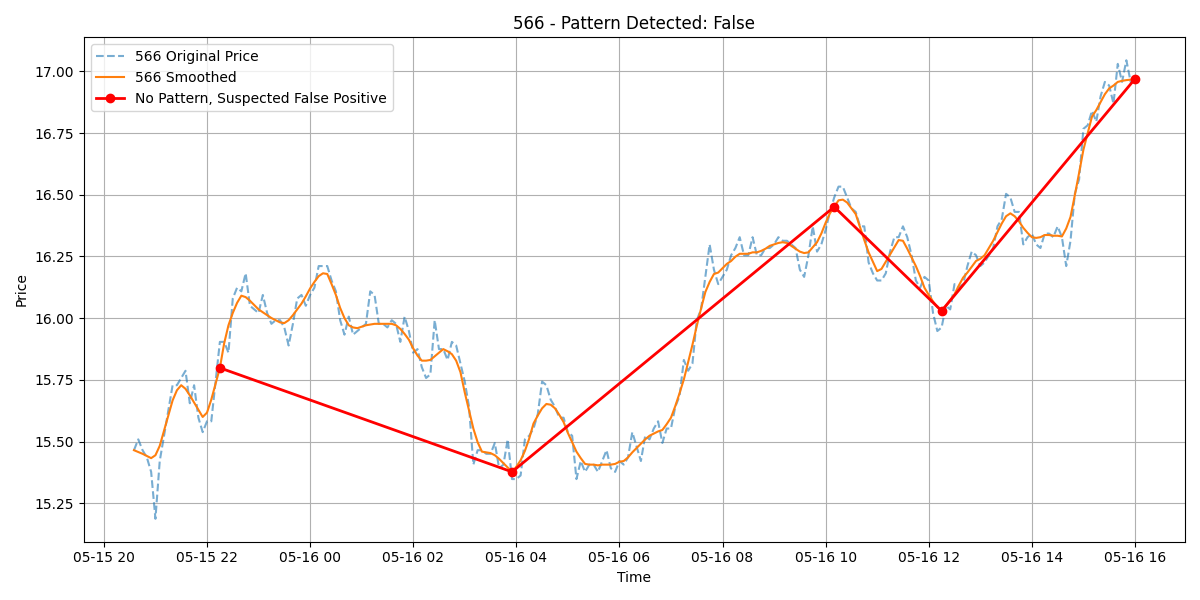 566 - Pattern Detected: False
566 Original Price
566 Smoothed
No Pattern, Suspected False Positive
Price
17.00
16.75
16.50
16.25
16.00
15.75
15.50
15.25
05-15 20 05-15 22 05-16 00 05-16 02 05-16 04 05-16 06 05-16 08 05-16 10 05-16 12 05-16 14 05-16 16
Time